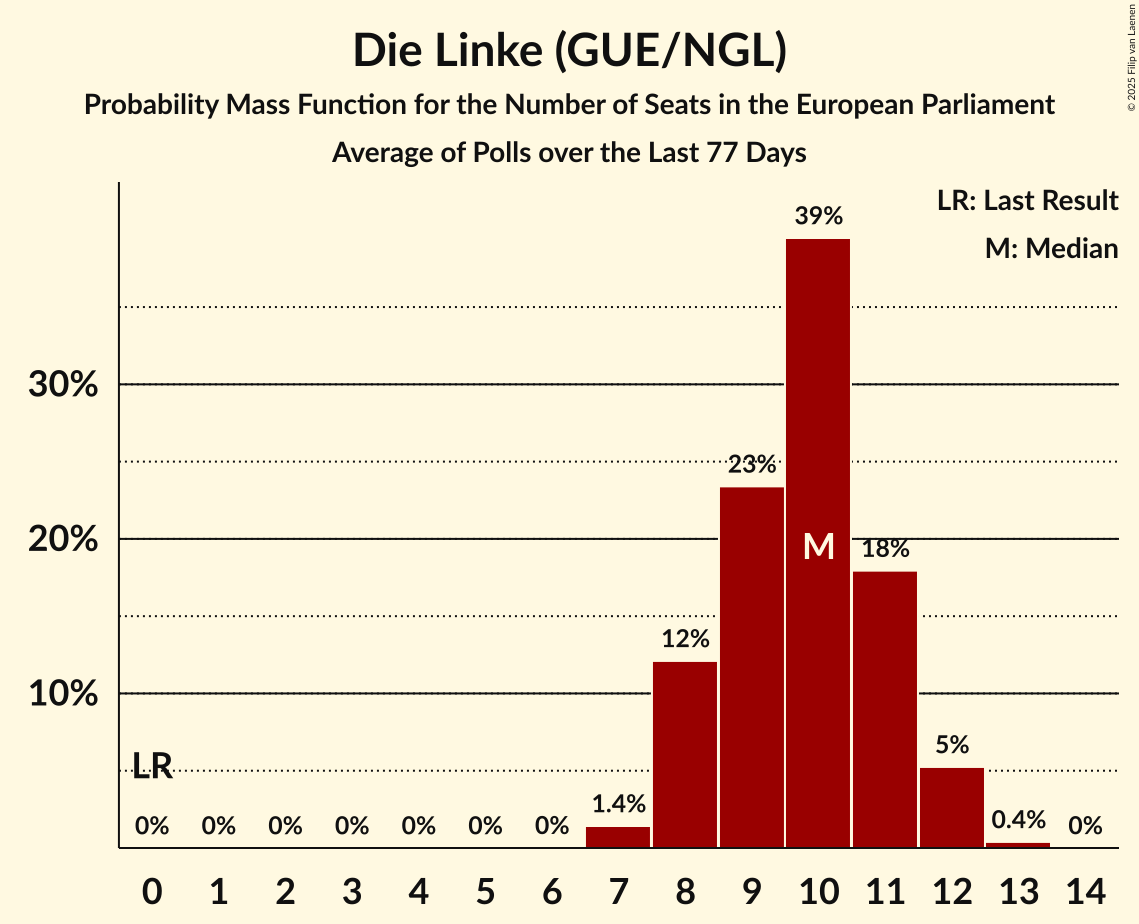 Die Linke (GUE/NGL)
Probability Mass Function for the Number of Seats in the European Parliament
Average of Polls over the Last 77 Days
© 2025 Filip van Laenen
LR: Last Result
M: Median
39%
30%
23%
20%
M
18%
12%
10%
LR
5%
0%
0%
0%
0%
0%
0%
0%
1.4%
0.4%
0%
0 1 2 3 4 5 6 7 8 9 10 11 12 13 14